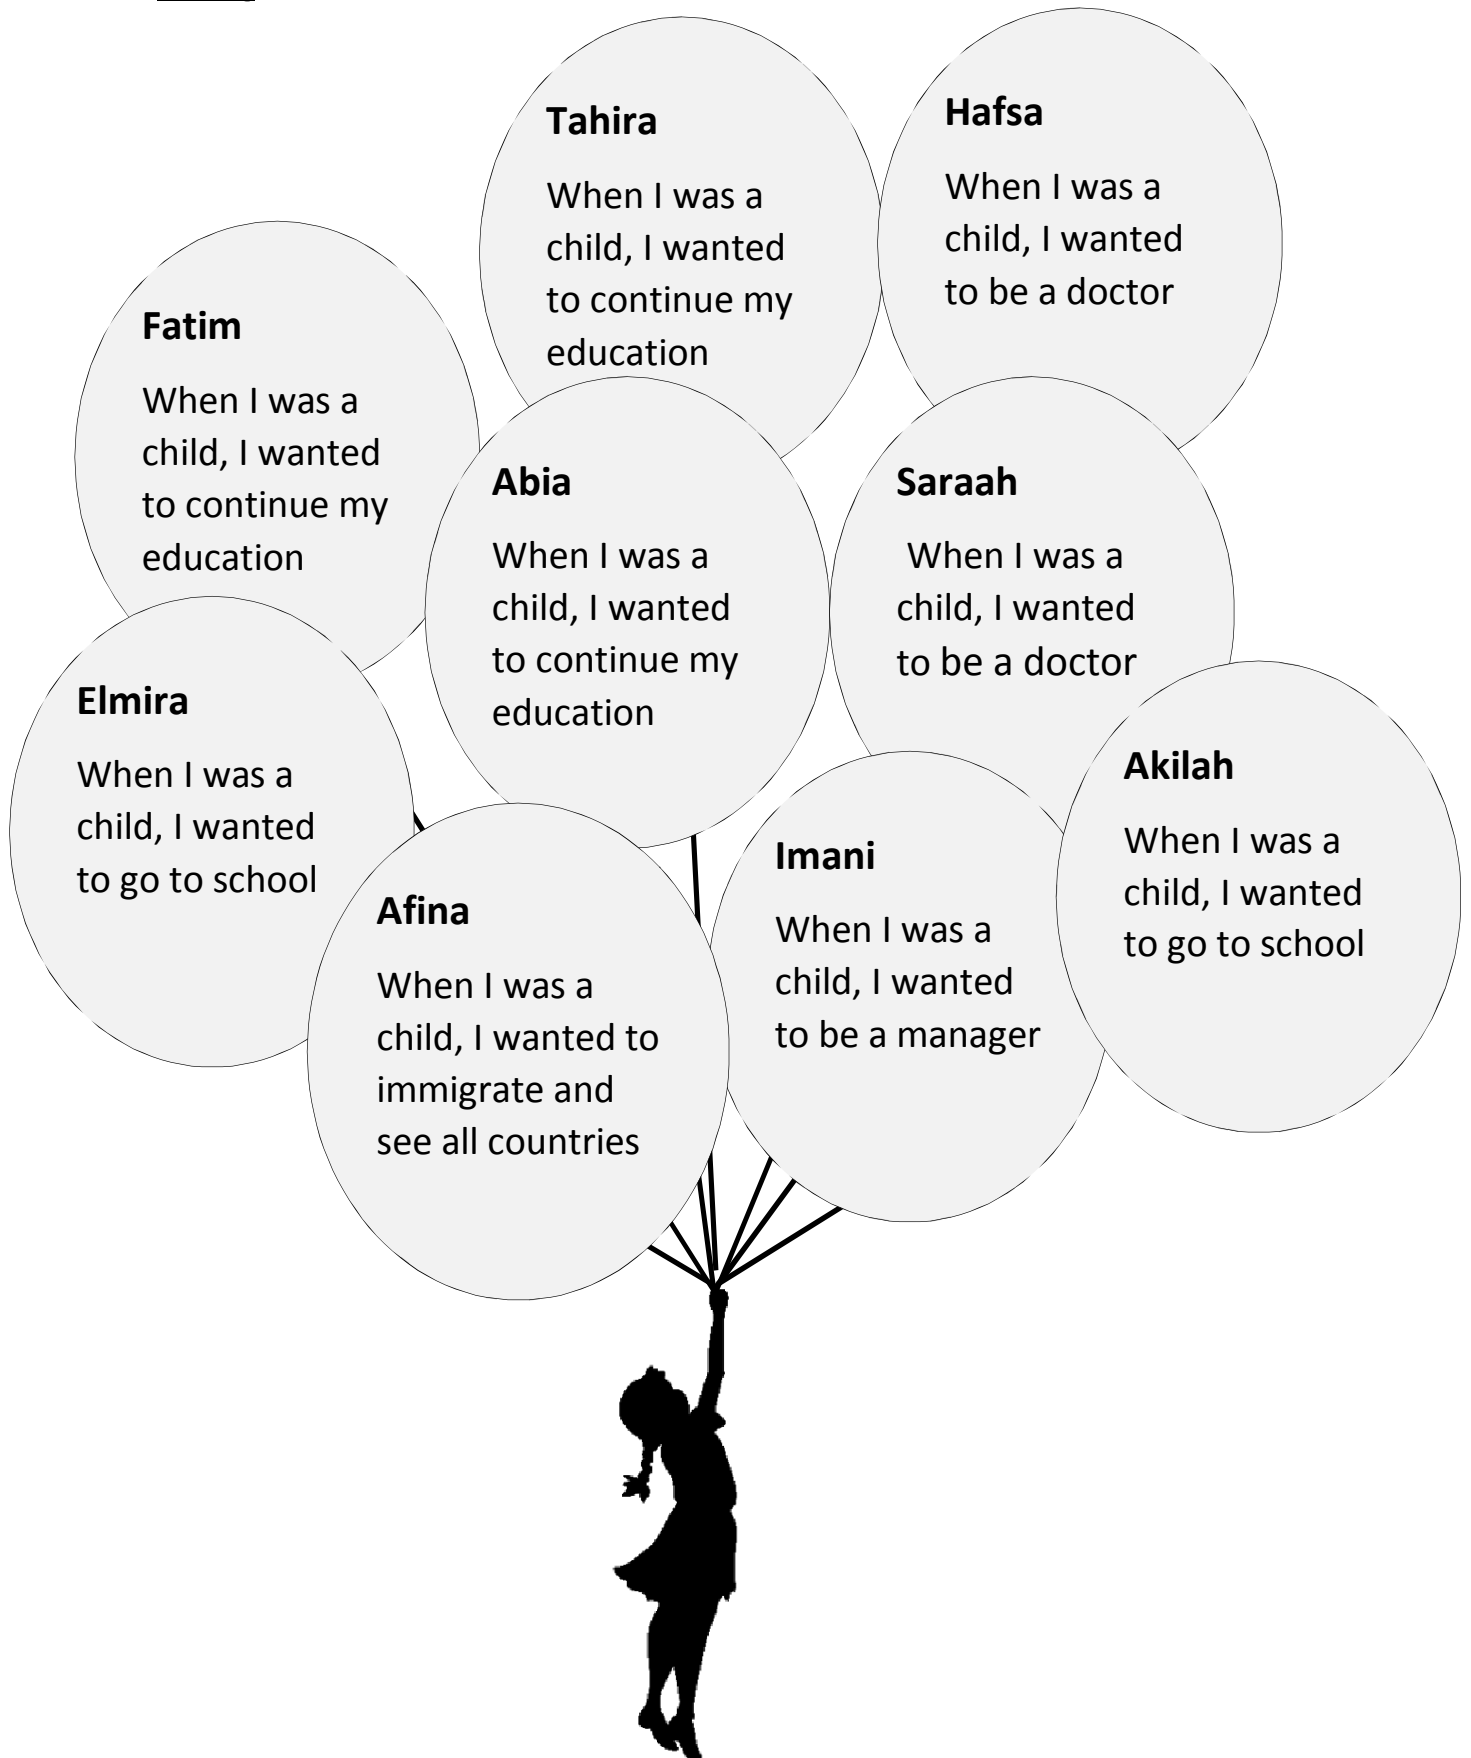 Tahira
When I was a
child, I wanted
to continue my
education
Hafsa
When I was a
child, I wanted
to be a doctor
Fatim
When I was a
child, I wanted
to continue my
education
Abia
When I was a
child, I wanted
to continue my
education
Saraah
When I was a
child, I wanted
to be a doctor
Elmira
When I was a
child, I wanted
to go to school
Akilah
When I was a
child, I wanted
to go to school
Imani
When I was a
child, I wanted
to be a manager
Afina
When I was a
child, I wanted to
immigrate and
see all countries